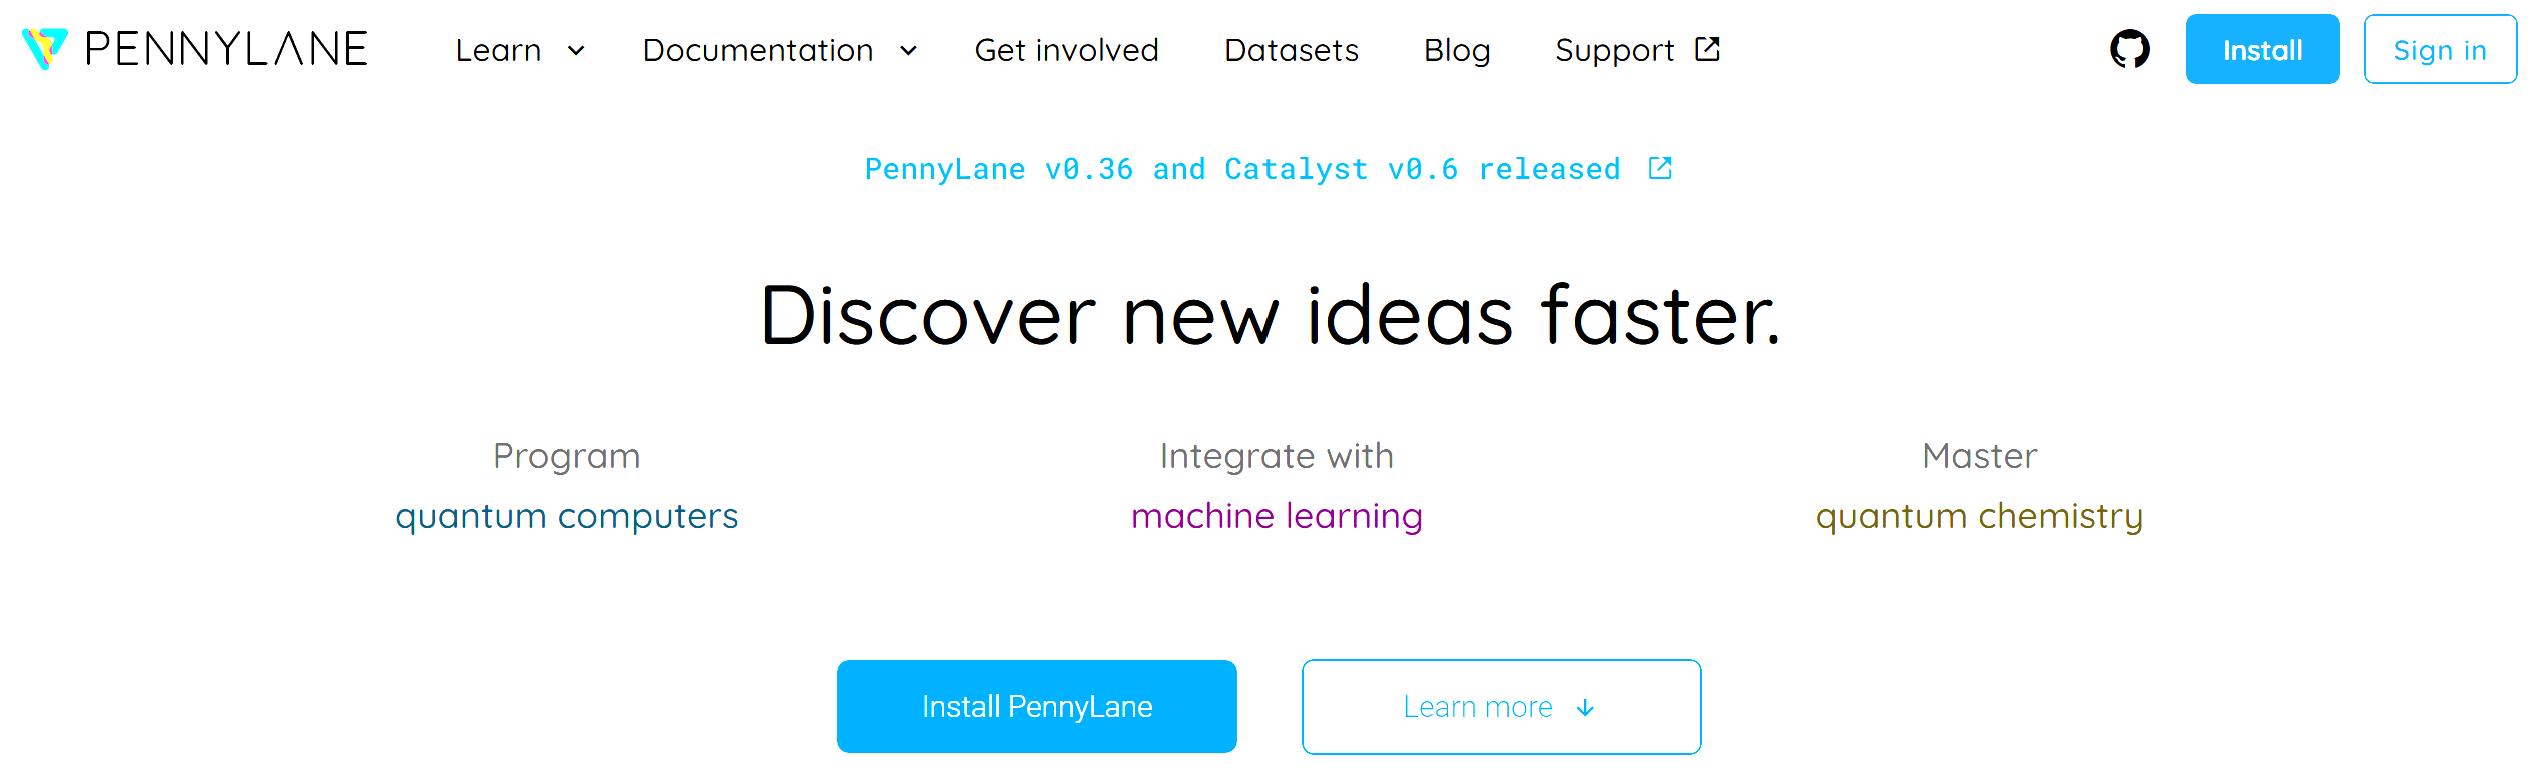 PENNYLANE Learn Documentation Get involved Datasets Blog Support Install Sign in
PennyLane v0.36 and Catalyst v0.6 released
Discover new ideas faster.
Program
quantum computers
Integrate with
machine learning
Master
quantum chemistry
Install PennyLane
Learn more ↓